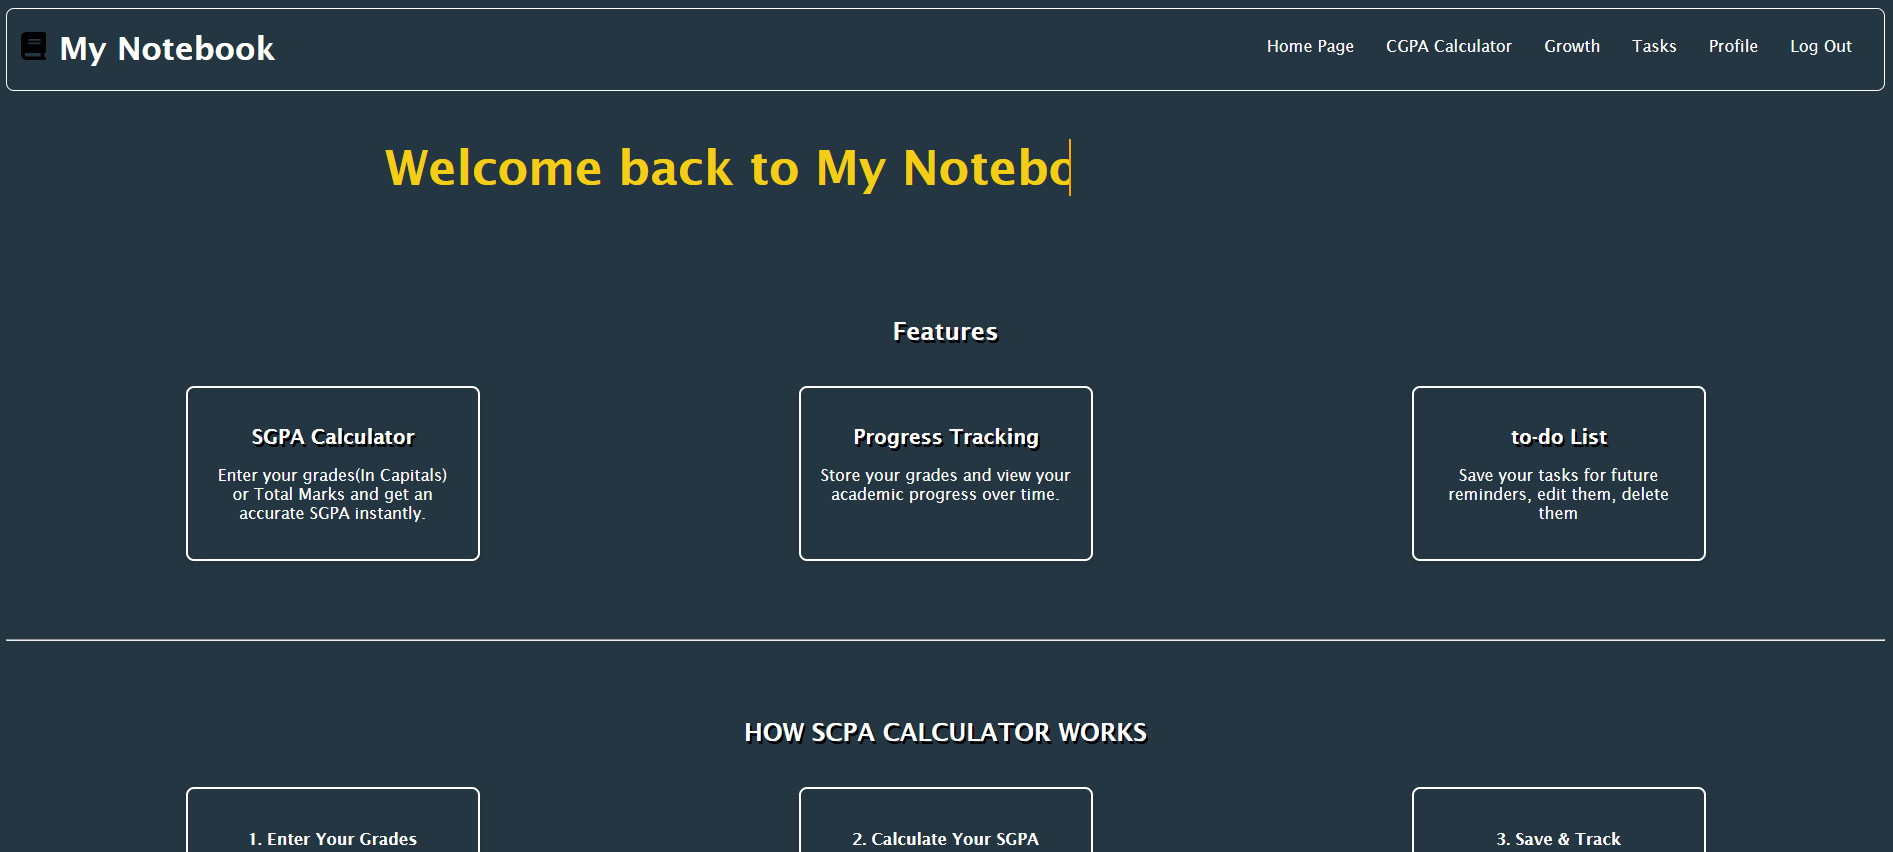 My Notebook
Home Page CGPA Calculator Growth Tasks Profile Log Out
Welcome back to My Notebo
Features
SGPA Calculator
Enter your grades(In Capitals)
or Total Marks and get an
accurate SGPA instantly.
Progress Tracking
Store your grades and view your
academic progress over time.
to-do List
Save your tasks for future
reminders, edit them, delete
them
HOW SCPA CALCULATOR WORKS
1. Enter Your Grades
2. Calculate Your SGPA
3. Save & Track